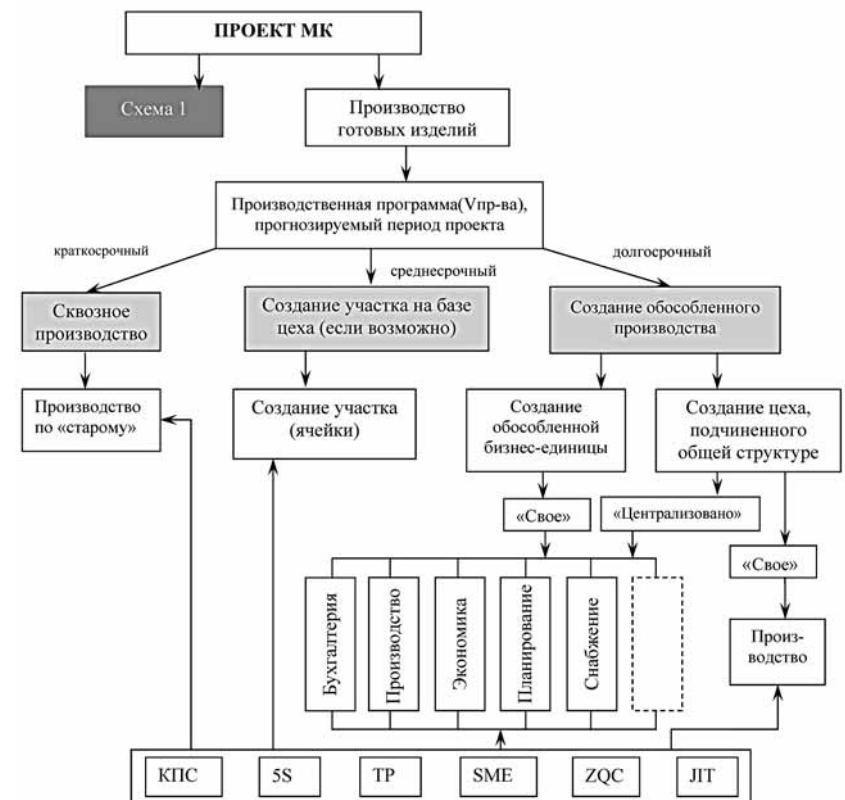 ПРОЕКТ МК
Схема 1
Производство
готовых изделий
Производственная программа(Vпр-ва),
прогнозируемый период проекта
краткосрочный
среднесрочный
долгосрочный
Сквозное
производство
Создание участка на базе
цеха (если возможно)
Создание обособленного
производства
Производство
по «старому»
Создание участка
(ячейки)
Создание
обособленной
бизнес-единицы
Создание цеха,
подчиненного
общей структуре
«Свое»
«Централизовано»
«Свое»
Бухгалтерия
Производство
Экономика
Планирование
Снабжение
Произ-
водство
КПС
5S
TP
SME
ZQC
JIT